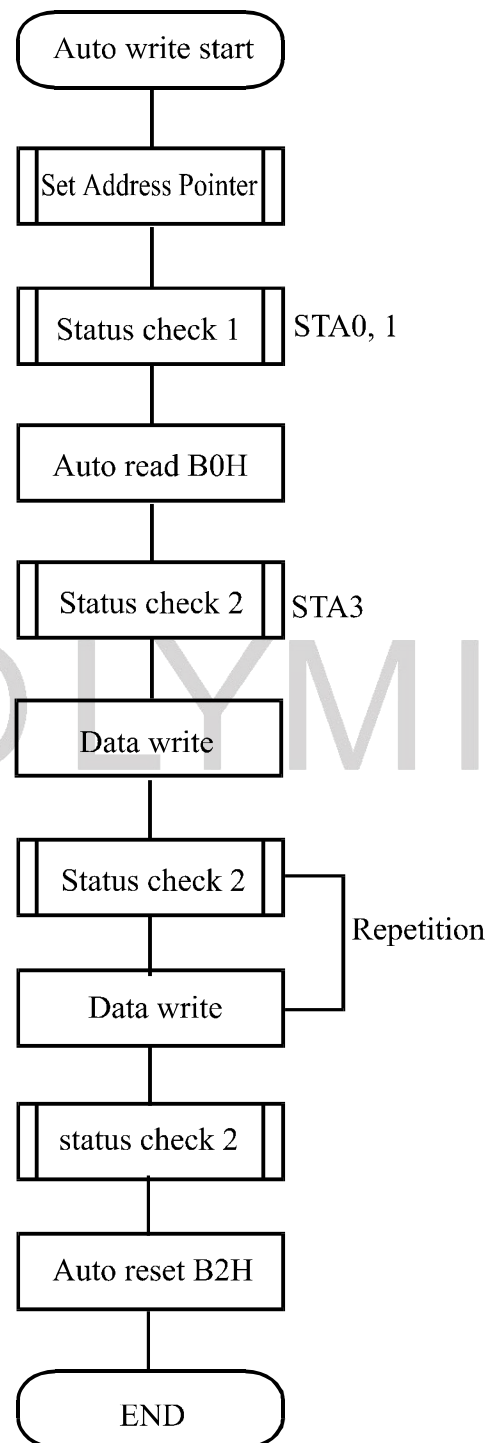 Auto write start
Set Address Pointer
Status check 1
STA0, 1
Auto read B0H
Status check 2
STA3
OLYMI
Data write
Status check 2
Repetition
Data write
status check 2
Auto reset B2H
END